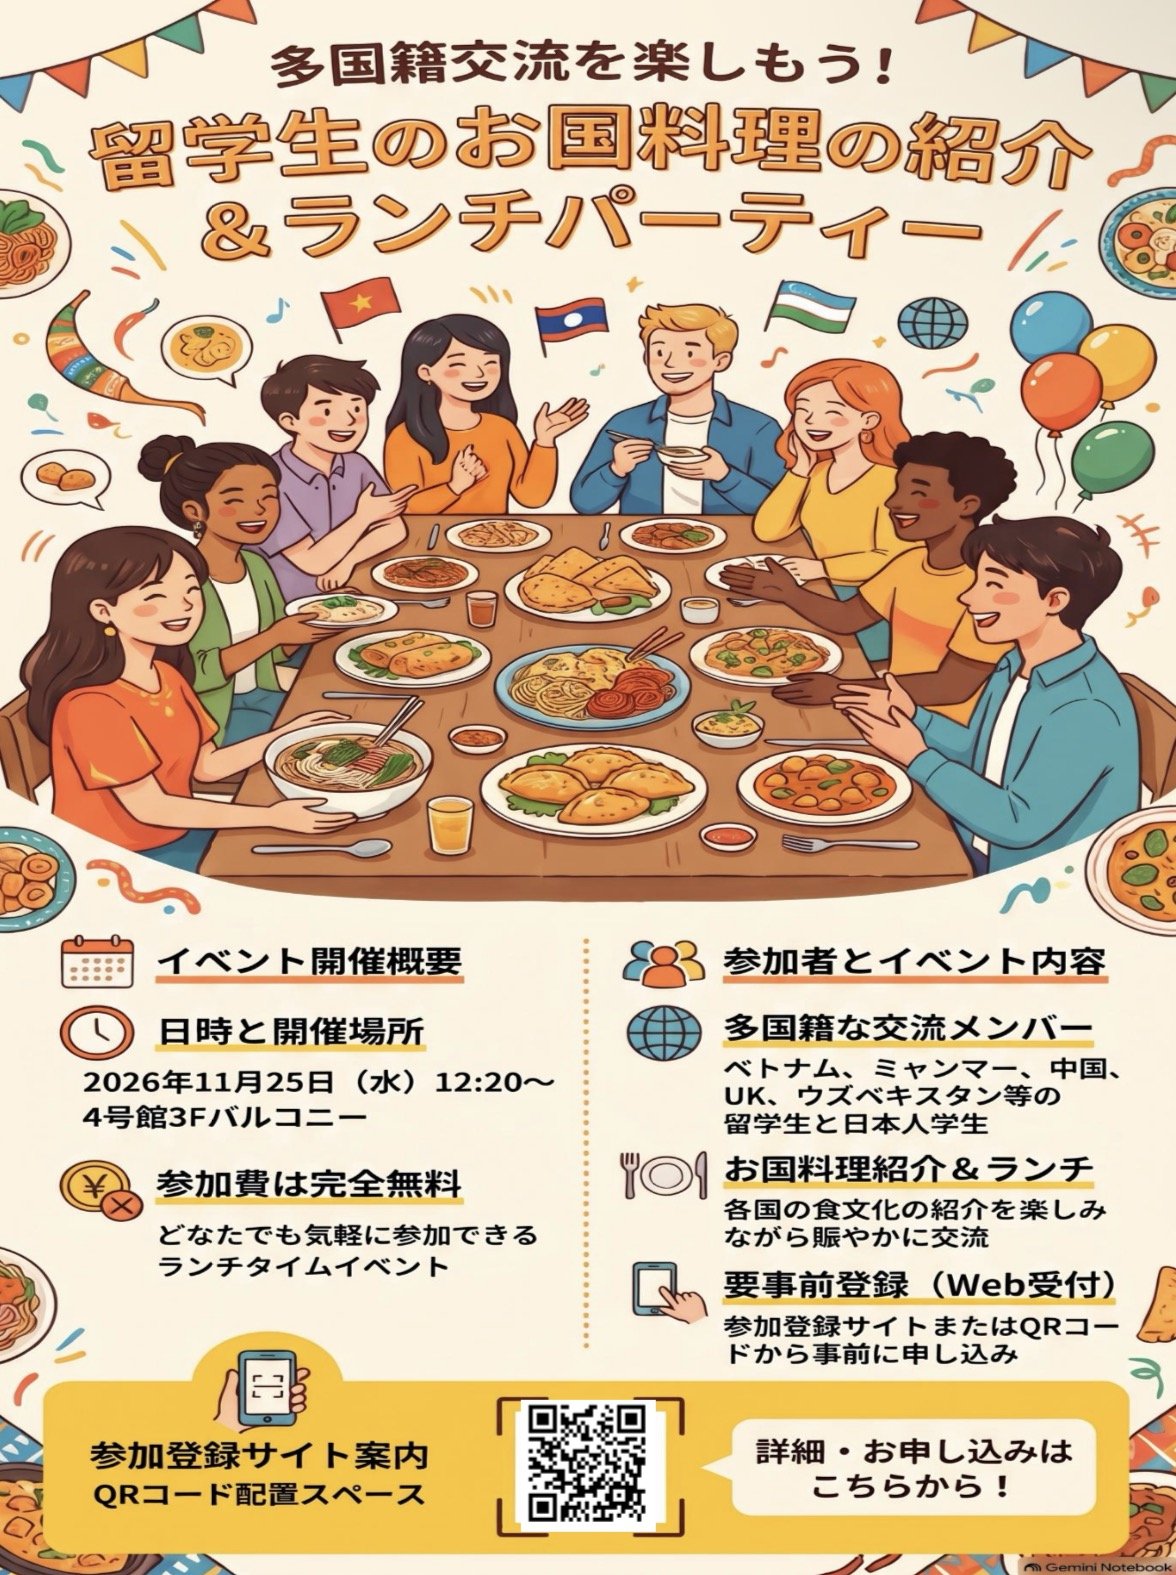 多国籍交流を楽しもう!
留学生のお国料理の紹介
&ランチパーティー
イベント開催概要
日時と開催場所
2026年11月25日（水）12:20〜
4号館3Fバルコニー
¥
参加費は完全無料
どなたでも気軽に参加できる
ランチタイムイベント
参加者とイベント内容
多国籍な交流メンバー
ベトナム、ミャンマー、中国、
UK、ウズベキスタン等の
留学生と日本人学生
お国料理紹介＆ランチ
各国の食文化の紹介を楽しみ
ながら賑やかに交流
要事前登録（Web受付）
参加登録サイトまたはQRコー
ドから事前に申し込み
参加登録サイト案内
QRコード配置スペース
詳細・お申し込みは
こちらから！
Gemini Notebook